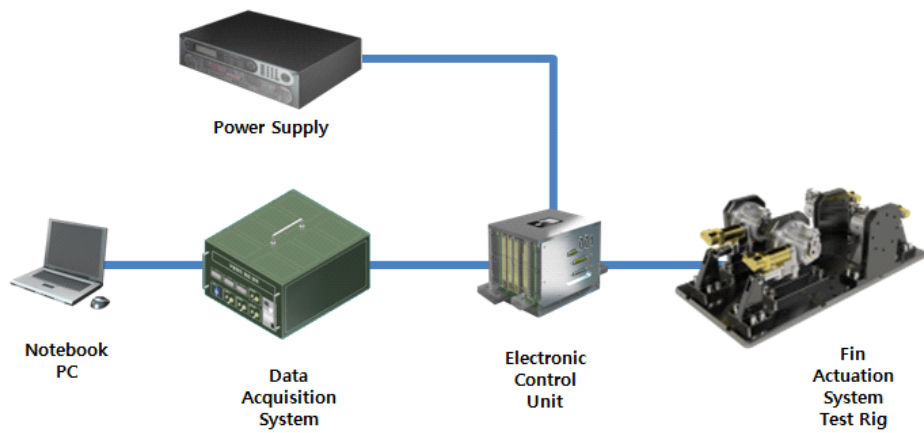 Power Supply
Notebook
PC
Data
Acquisition
System
Electronic
Control
Unit
Fin
Actuation
System
Test Rig